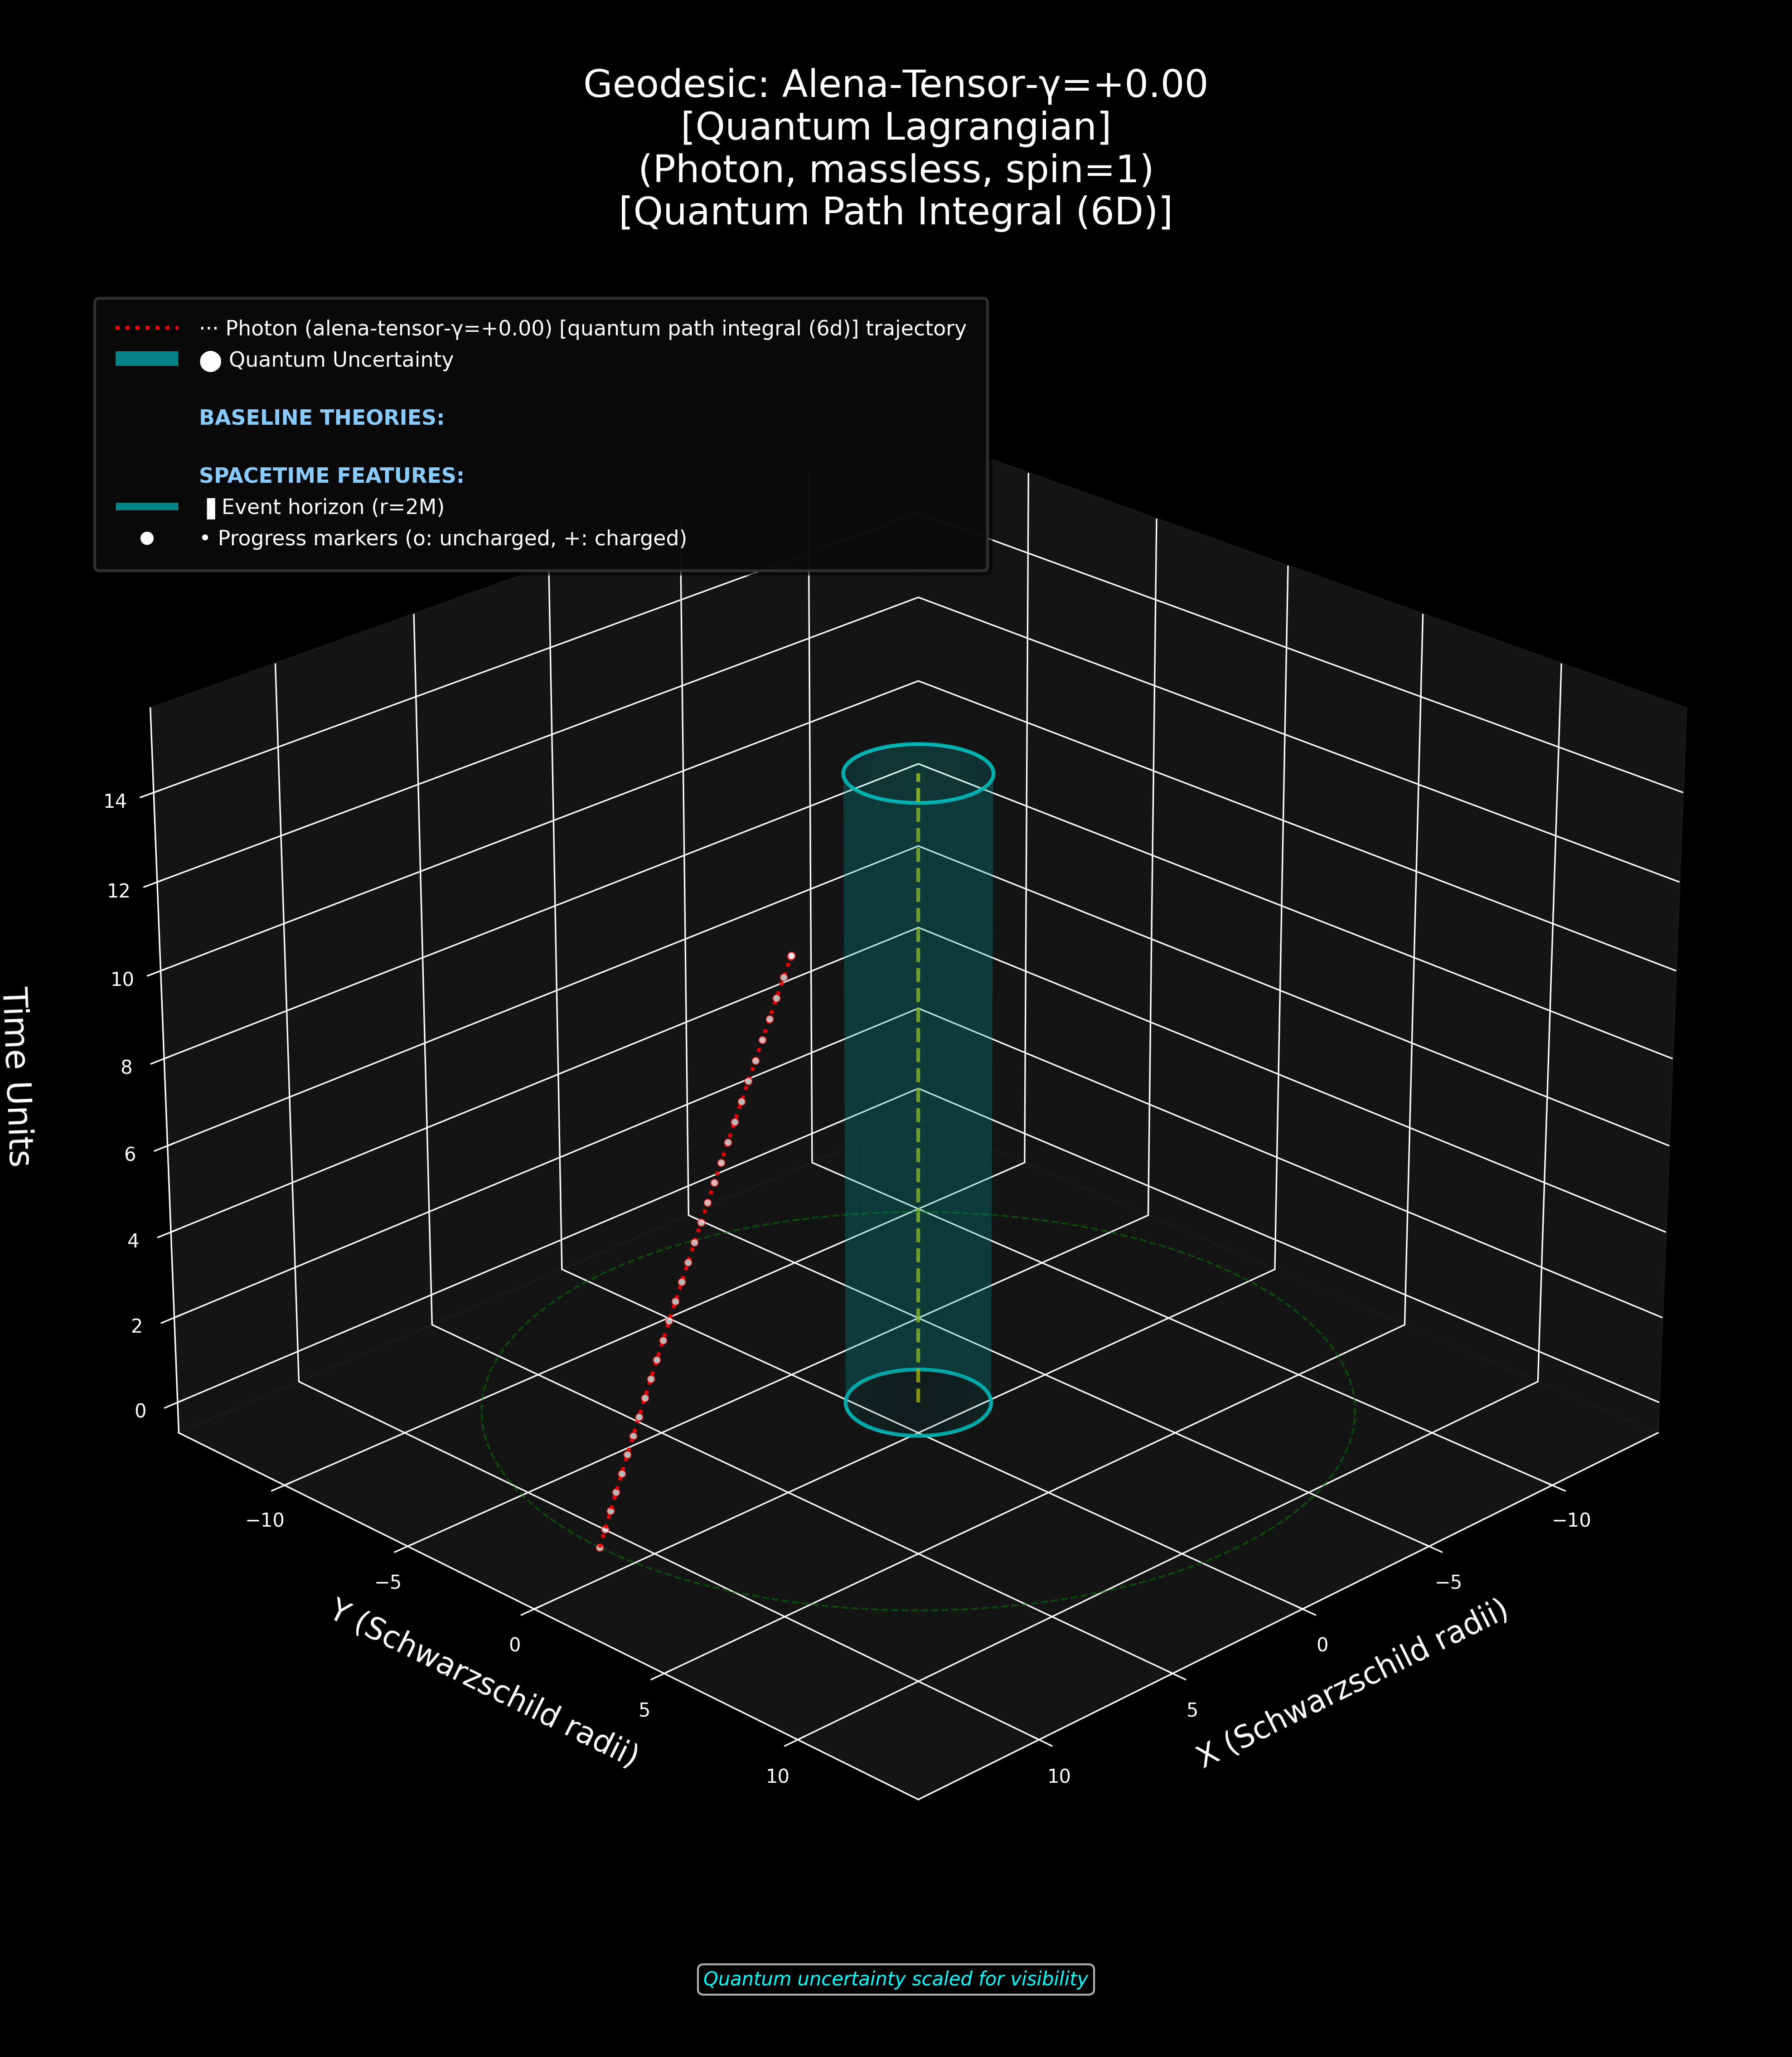 Geodesic: Alena-Tensor-γ=+0.00
[Quantum Lagrangian]
(Photon, massless, spin=1)
[Quantum Path Integral (6D)]
··· Photon (alena-tensor-γ=+0.00) [quantum path integral (6d)] trajectory
● Quantum Uncertainty
BASELINE THEORIES:
SPACETIME FEATURES:
▐ Event horizon (r=2M)
• Progress markers (o: uncharged, +: charged)
14
12
10
8
6
4
2
0
Time Units
−10
−5
0
5
10
Y (Schwarzschild radii)
−10
−5
0
5
10
X (Schwarzschild radii)
Quantum uncertainty scaled for visibility